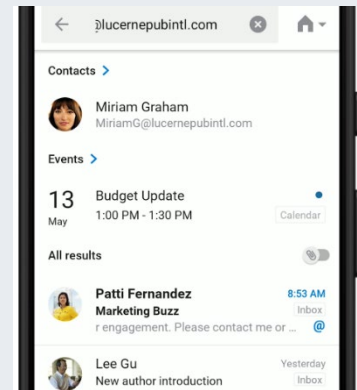 @lucernepubintl.com
Contacts >
Miriam Graham
MiriamG@lucernepubintl.com
Events >
13
May
Budget Update
1:00 PM - 1:30 PM
Calendar
All results
Patti Fernandez
8:53 AM
Marketing Buzz
Inbox
r engagement. Please contact me or ...
@
Lee Gu
Yesterday
New author introduction
Inbox